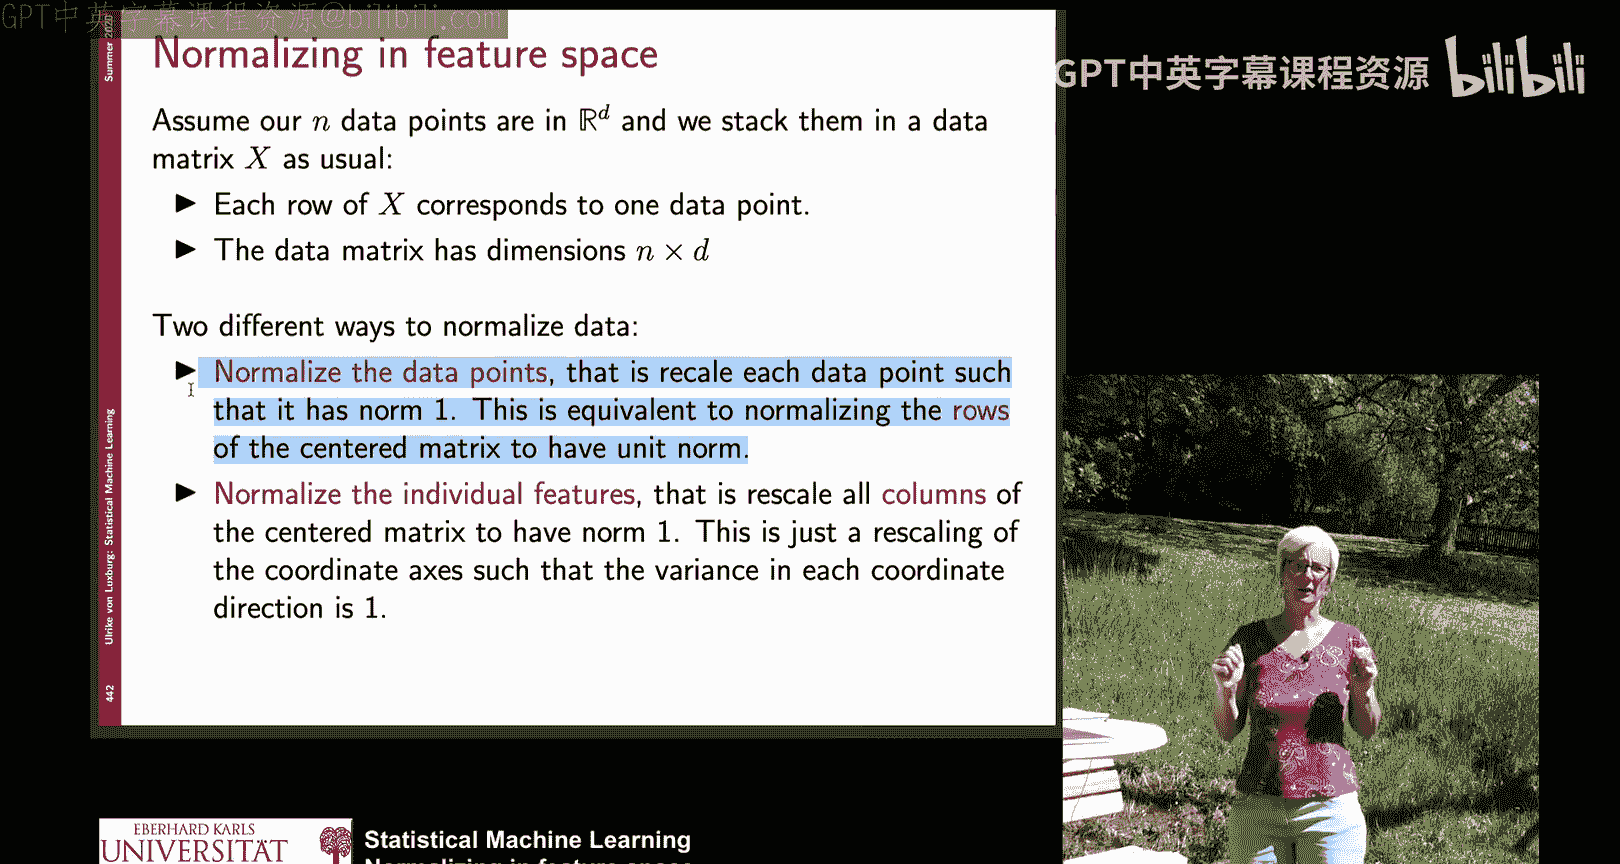 GPT中英字幕课程资源@bilibili.com
GPT中英字幕课程资源 bilibili
Summer 2020
Normalizing in feature space
Assume our n data points are in ℝᵈ and we stack them in a data
matrix X as usual:
▶ Each row of X corresponds to one data point.
▶ The data matrix has dimensions n × d
Two different ways to normalize data:
▶ Normalize the data points, that is recale each data point such
that it has norm 1. This is equivalent to normalizing the rows
of the centered matrix to have unit norm.
▶ Normalize the individual features, that is rescale all columns of
the centered matrix to have norm 1. This is just a rescaling of
the coordinate axes such that the variance in each coordinate
direction is 1.
Ulrike von Luxburg: Statistical Machine Learning
442
EBERHARD KARLS
UNIVERSITÄT
Statistical Machine Learning
Normalizing in feature space